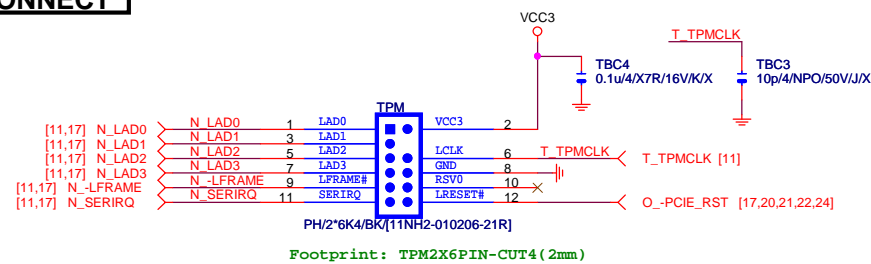 CONNECT
VCC3
T_TPMCLK
TBC4
0.1u/4/X7R/16V/K/X
TBC3
10p/4/NPO/50V/J/X
TPM
[11,17] N_LAD0 N_LAD0 1 LAD0 VCC3 2
[11,17] N_LAD1 N_LAD1 3 LAD1
[11,17] N_LAD2 N_LAD2 5 LAD2 LCLK 6 T_TPMCLK T_TPMCLK [11]
[11,17] N_LAD3 N_LAD3 7 LAD3 GND 8
[11,17] N_-LFRAME N_-LFRAME 9 LFRAME# RSV0 10
[11,17] N_SERIRQ N_SERIRQ 11 SERIRQ LRESET# 12 O_-PCIE_RST [17,20,21,22,24]
PH/2*6K4/BK/[11NH2-010206-21R]
Footprint: TPM2X6PIN-CUT4(2mm)